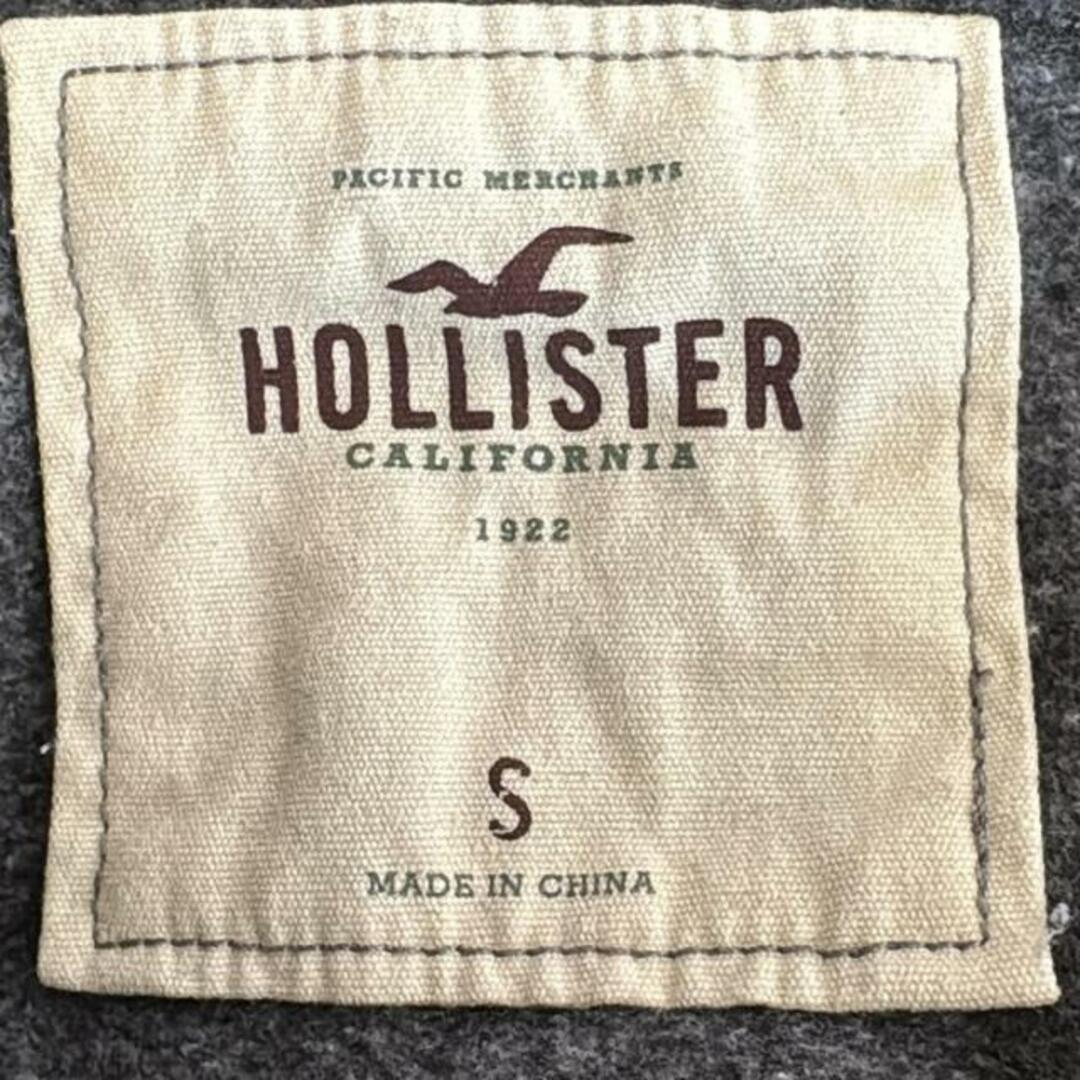 PACIFIC MERCHANTS
HOLLISTER
CALIFORNIA
1922
S
MADE IN CHINA